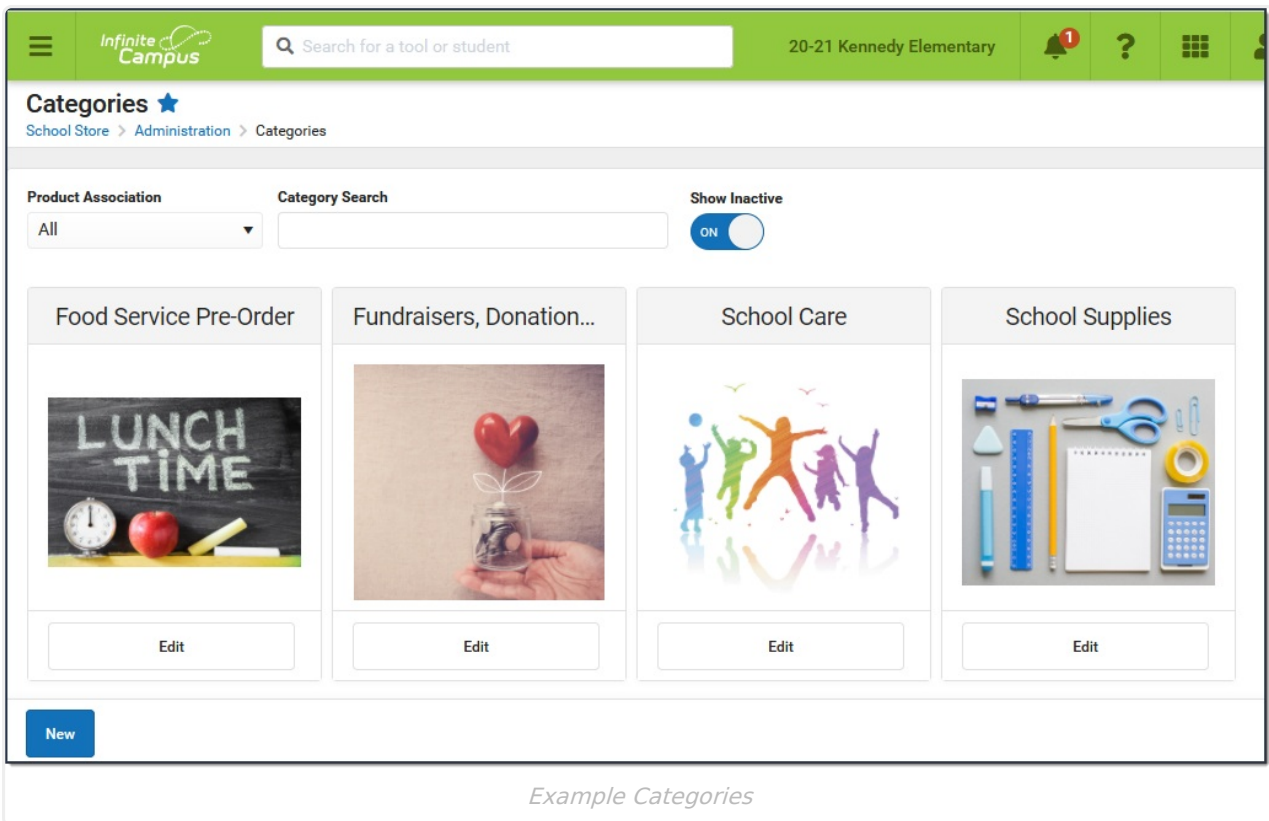 Infinite
Campus
Search for a tool or student
20-21 Kennedy Elementary
1
?
Categories
School Store > Administration > Categories
Product Association
Category Search
Show Inactive
All
ON
Food Service Pre-Order
Fundraisers, Donation...
School Care
School Supplies
LUNCH
TIME
Edit
Edit
Edit
Edit
New
Example Categories